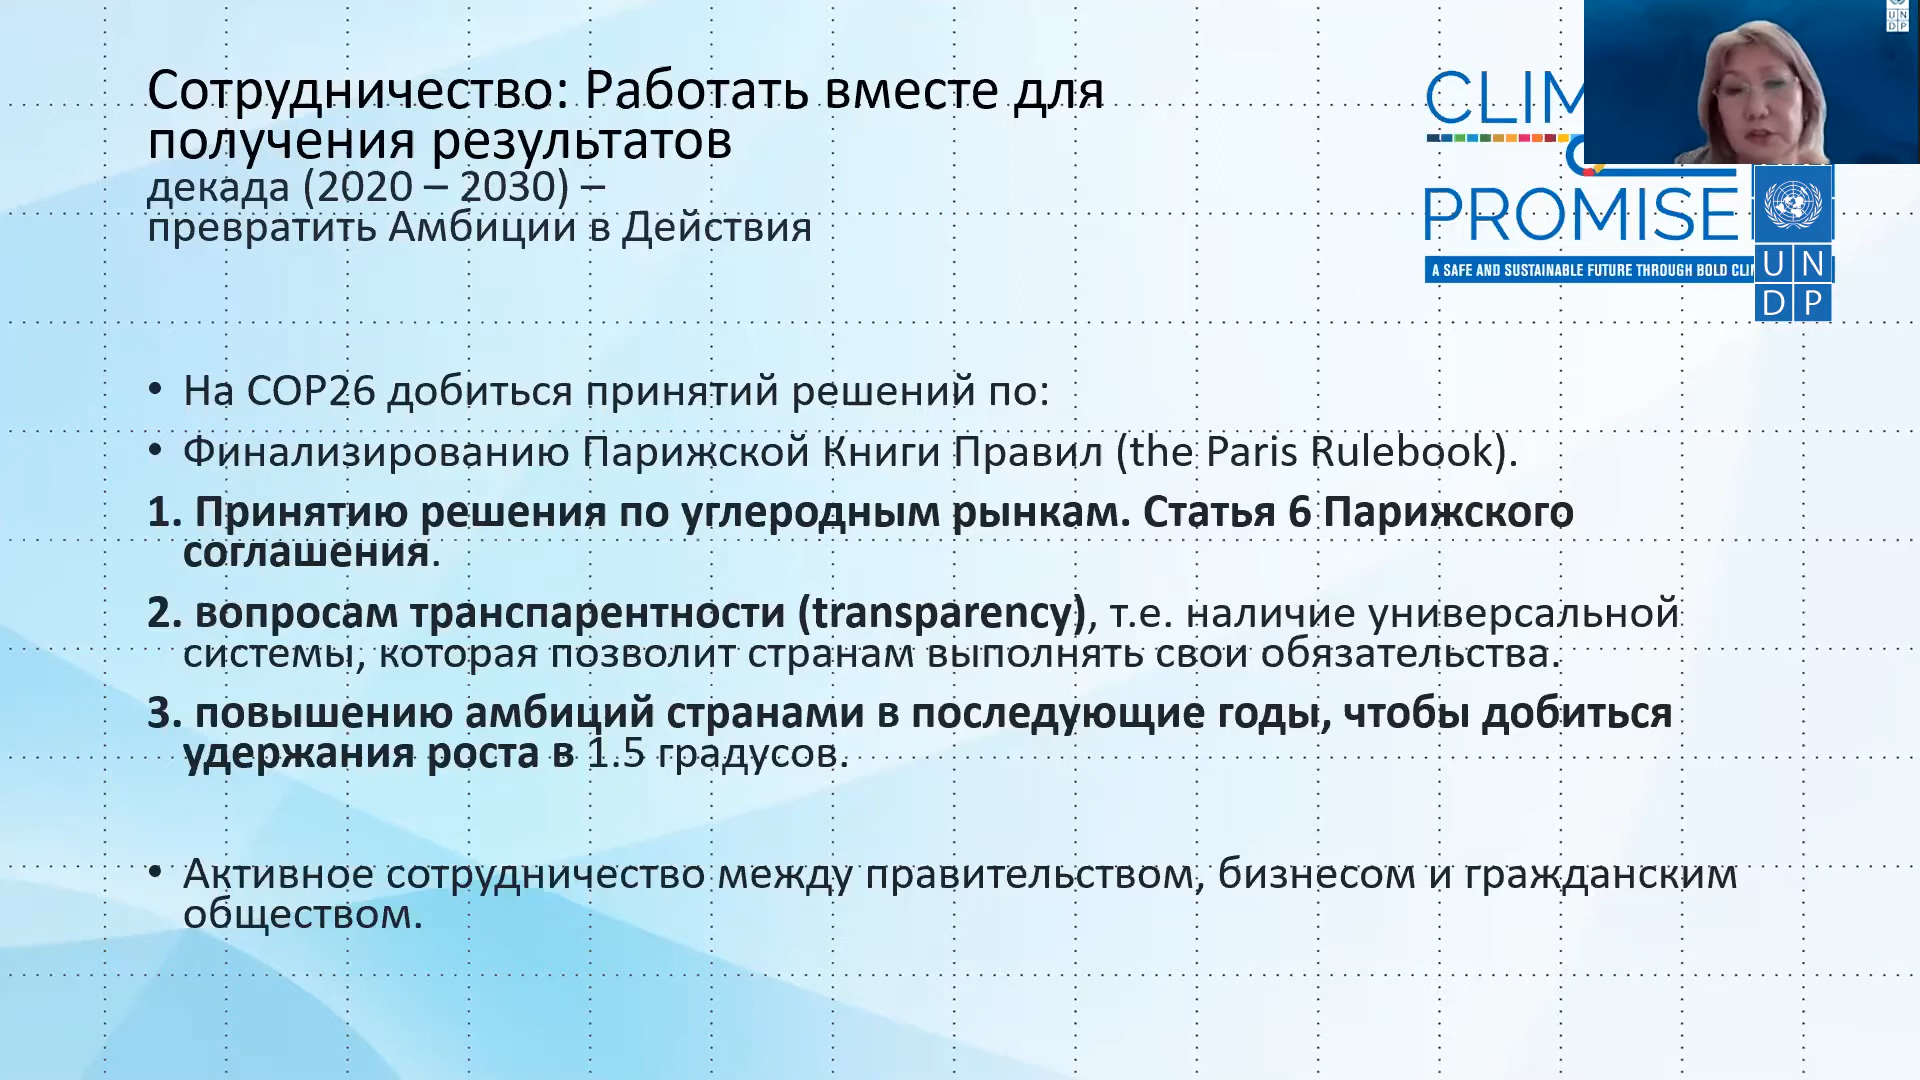 Сотрудничество: Работать вместе для
получения результатов
декада (2020 – 2030) –
превратить Амбиции в Действия
CLIM
PROMISE
A SAFE AND SUSTAINABLE FUTURE THROUGH BOLD
U N
D P
U N
D P
• На COP26 добиться принятий решений по:
• Финализированию Парижской Книги Правил (the Paris Rulebook).
1. Принятию решения по углеродным рынкам. Статья 6 Парижского
соглашения.
2. вопросам транспарентности (transparency), т.е. наличие универсальной
системы, которая позволит странам выполнять свои обязательства.
3. повышению амбиций странами в последующие годы, чтобы добиться
удержания роста в 1.5 градусов.
• Активное сотрудничество между правительством, бизнесом и гражданским
обществом.